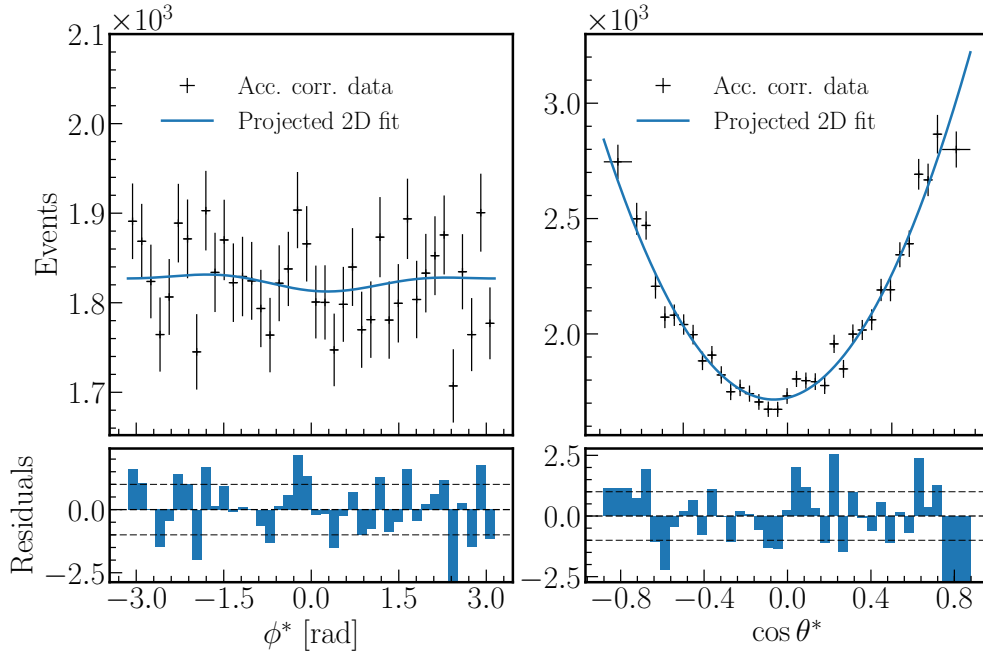 ×10³
2.1
2.0
1.9
1.8
1.7
Events
Acc. corr. data
Projected 2D fit
0.0
−2.5
Residuals
−3.0 −1.5 0.0 1.5 3.0
ϕ* [rad]
×10³
3.0
2.5
2.0
Acc. corr. data
Projected 2D fit
2.5
0.0
−2.5
−0.8 −0.4 0.0 0.4 0.8
cos θ*